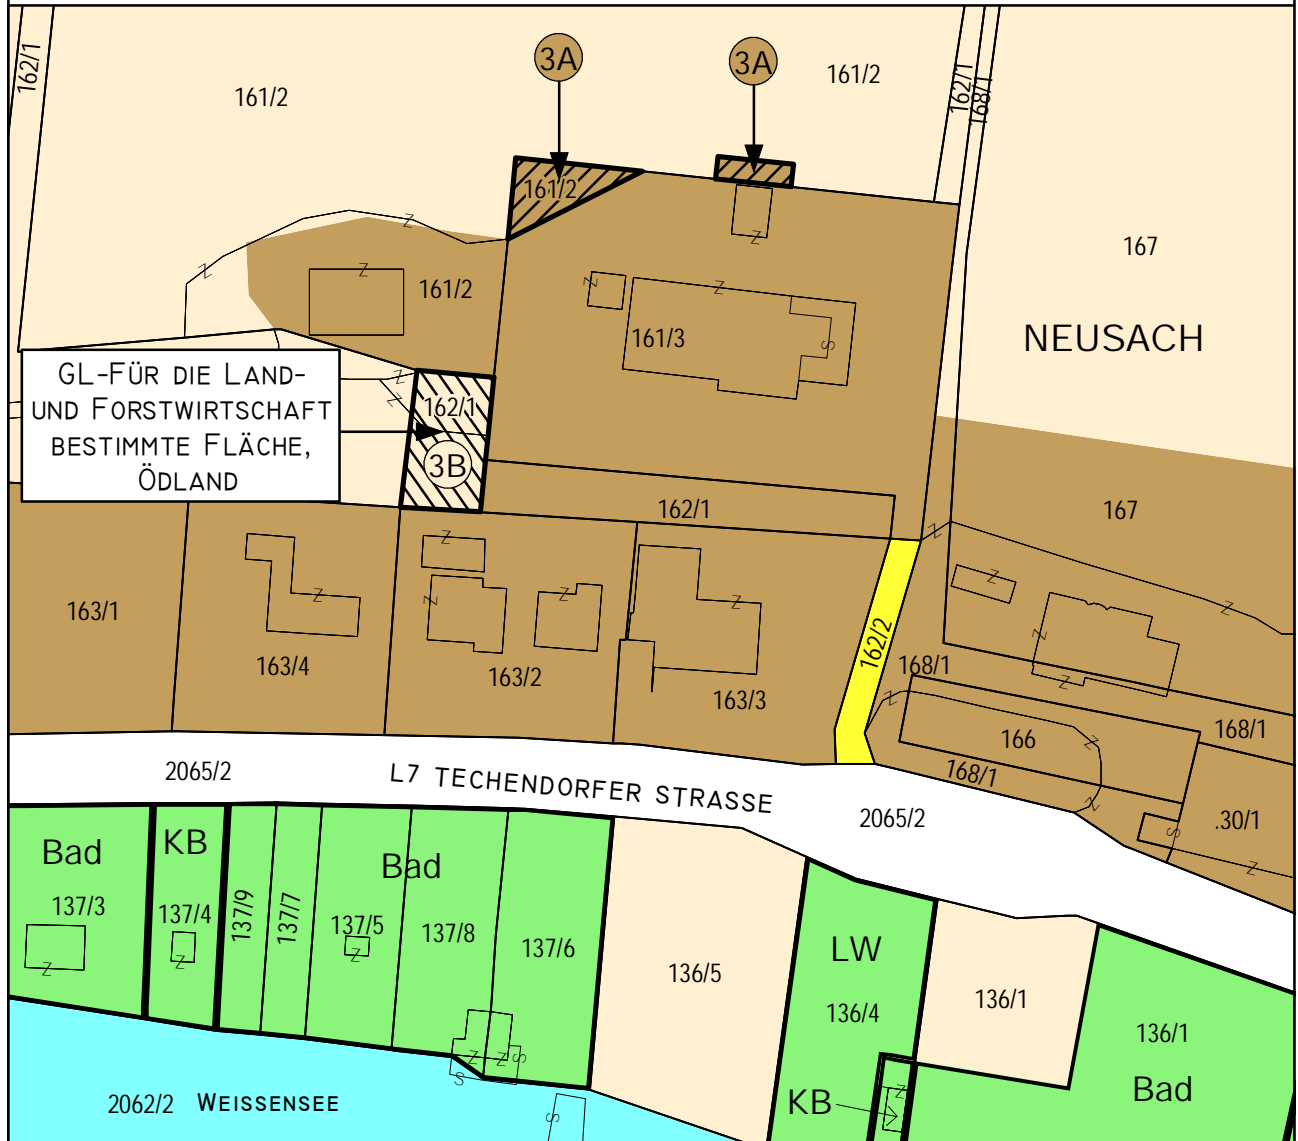 162/1
161/2
3A
3A
161/2
162/1
168/1
161/2
167
161/2
161/3
NEUSACH
GL-FÜR DIE LAND-
UND FORSTWIRTSCHAFT
BESTIMMTE FLÄCHE,
ÖDLAND
162/1
3B
162/1
167
163/1
163/4
163/2
163/3
162/2
168/1
166
168/1
168/1
.30/1
2065/2
L7 TECHENDORFER STRASSE
2065/2
Bad
137/3
KB
137/4
137/9
137/7
Bad
137/5
137/8
137/6
136/5
LW
136/4
136/1
136/1
Bad
KB
2062/2 WEISSENSEE